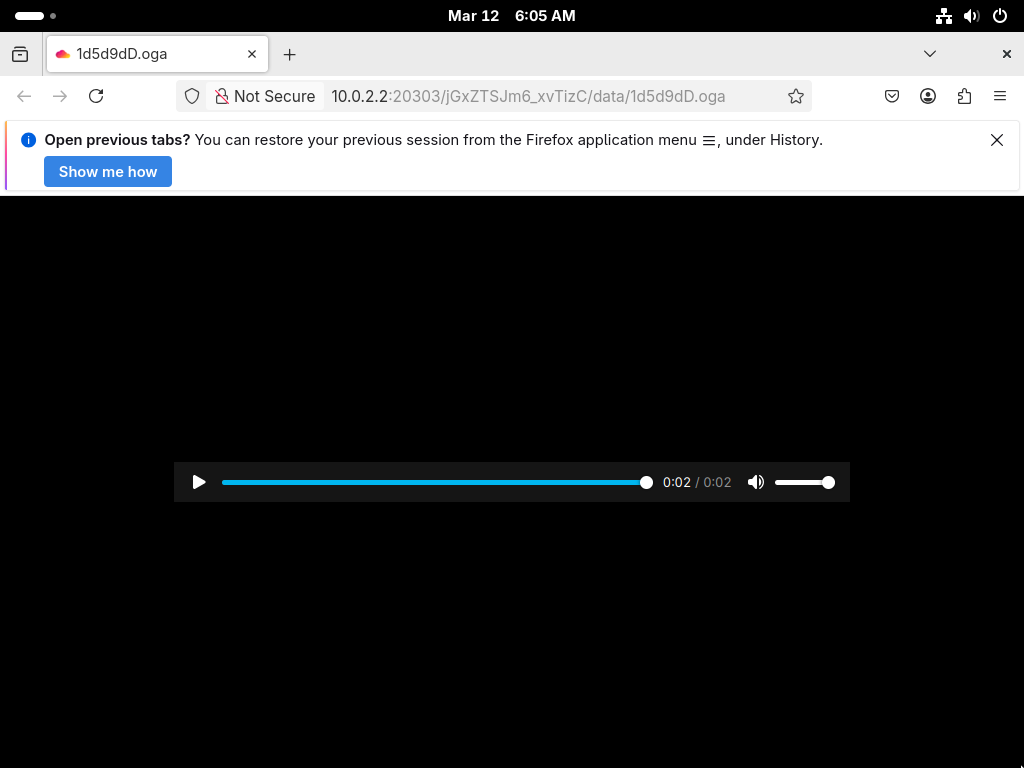 Mar 12 6:05 AM
1d5d9dD.oga
Not Secure 10.0.2.2:20303/jGxZTSJm6_xvTizC/data/1d5d9dD.oga
Open previous tabs? You can restore your previous session from the Firefox application menu , under History.
Show me how
0:02 / 0:02